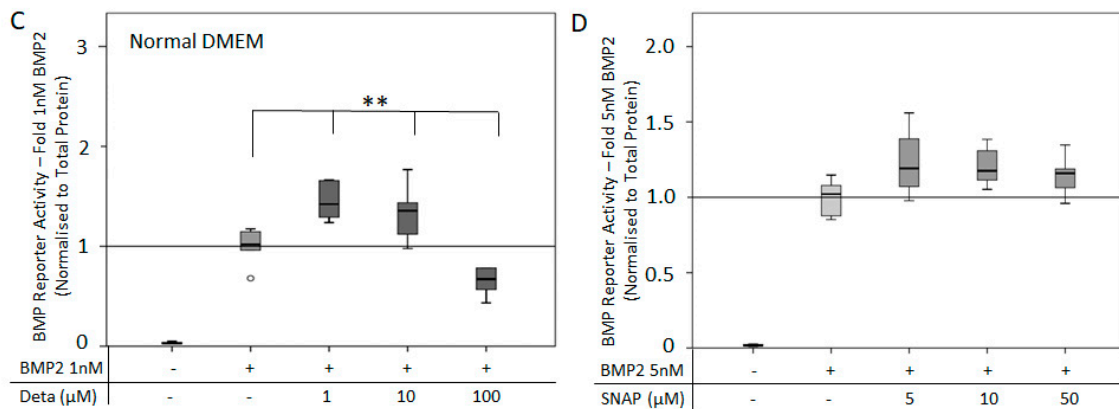 C
Normal DMEM
BMP Reporter Activity – Fold 1nM BMP2
(Normalised to Total Protein)
3
2
1
0
**
BMP2 1nM - + + + +
Deta (μM) - - 1 10 100
D
BMP Reporter Activity – Fold 5nM BMP2
(Normalised to Total Protein)
2.0
1.5
1.0
0.5
0
BMP2 5nM - + + + +
SNAP (μM) - - 5 10 50